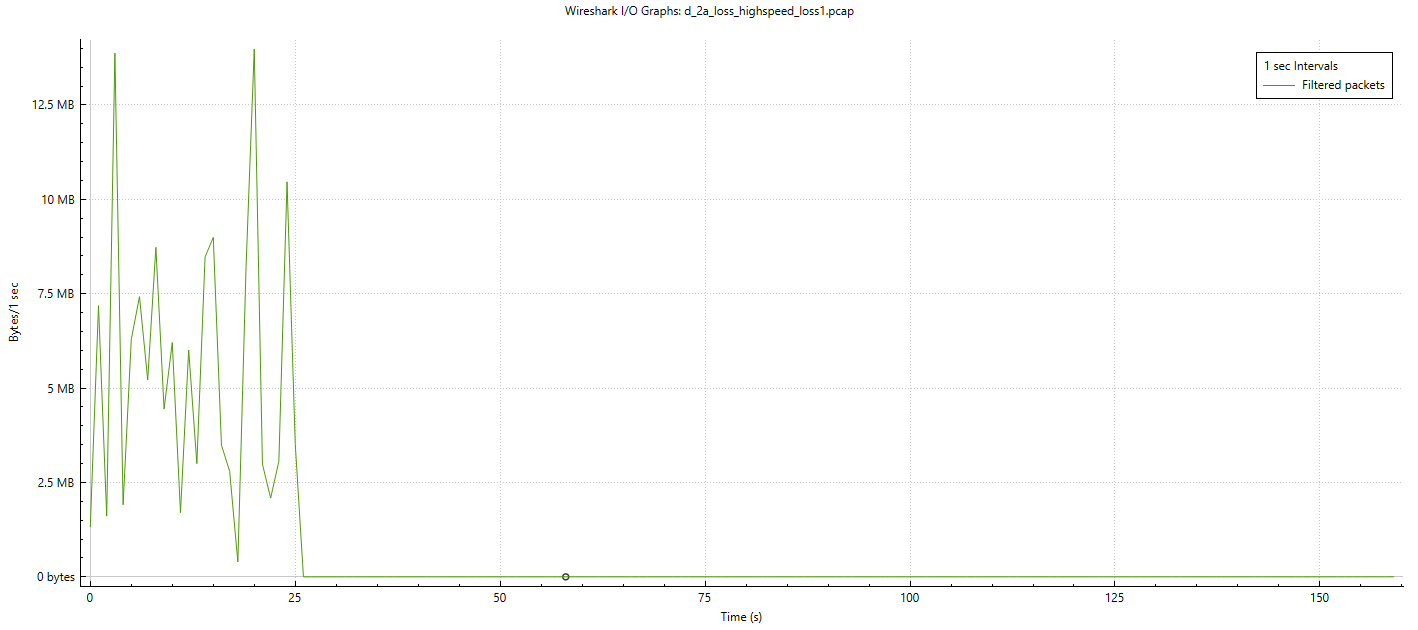 Wireshark I/O Graphs: d_2a_loss_highspeed_loss1.pcap
1 sec Intervals
Filtered packets
12.5 MB
10 MB
7.5 MB
5 MB
2.5 MB
0 bytes
Bytes/1 sec
0 25 50 75 100 125 150
Time (s)